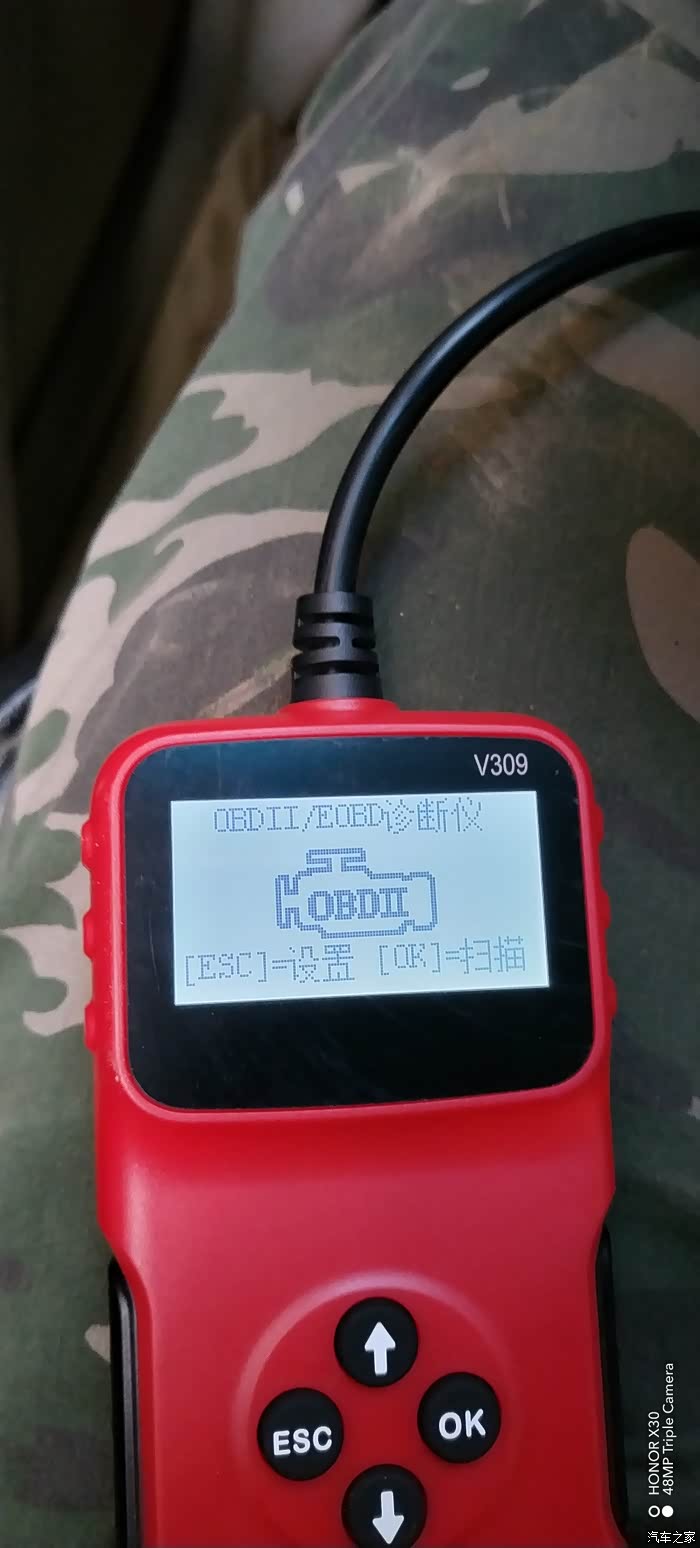 V309
OBDII/EOBD诊断仪
OBDII
[ESC]=设置 [OK]=扫描
ESC
OK
HONOR X30
48MP Triple Camera
汽车之家